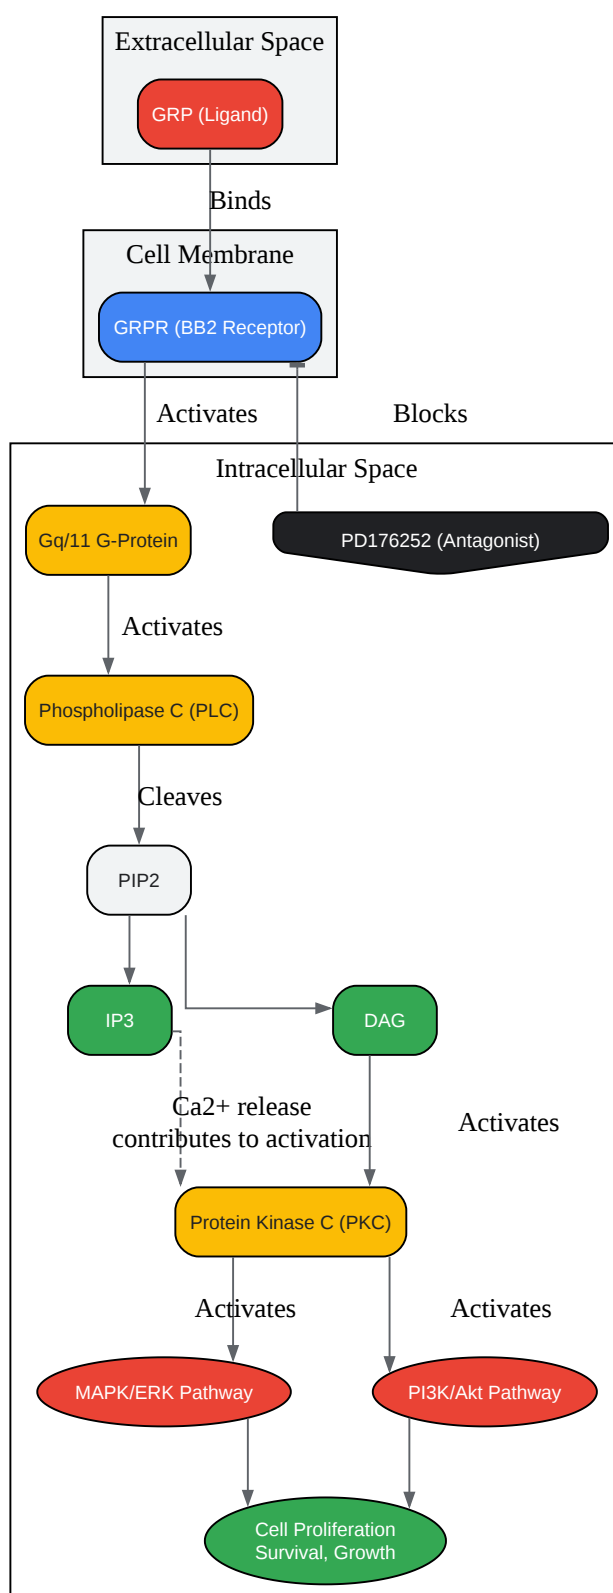 Extracellular Space
GRP (Ligand)
Binds
Cell Membrane
GRPR (BB2 Receptor)
Activates
Blocks
Intracellular Space
Gq/11 G-Protein
PD176252 (Antagonist)
Activates
Phospholipase C (PLC)
Cleaves
PIP2
IP3
DAG
Ca2+ release
contributes to activation
Activates
Protein Kinase C (PKC)
Activates
Activates
MAPK/ERK Pathway
PI3K/Akt Pathway
Cell Proliferation
Survival, Growth